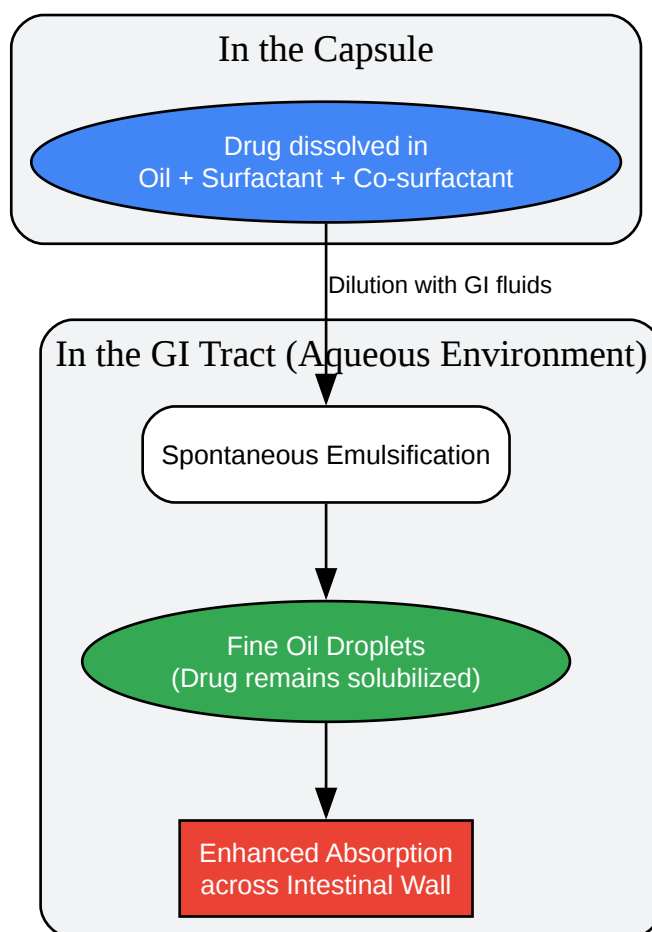 In the Capsule
Drug dissolved in
Oil + Surfactant + Co-surfactant
Dilution with GI fluids
In the GI Tract (Aqueous Environment)
Spontaneous Emulsification
Fine Oil Droplets
(Drug remains solubilized)
Enhanced Absorption
across Intestinal Wall